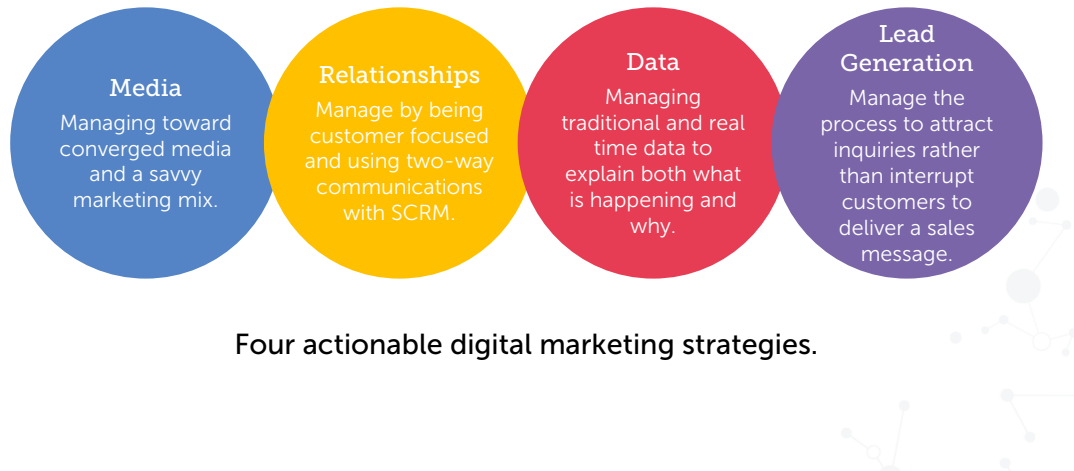 Media
Managing toward
converged media
and a savvy
marketing mix.
Relationships
Manage by being
customer focused
and using two-way
communications
with SCRM.
Data
Managing
traditional and real
time data to
explain both what
is happening and
why.
Lead
Generation
Manage the
process to attract
inquiries rather
than interrupt
customers to
deliver a sales
message.
Four actionable digital marketing strategies.